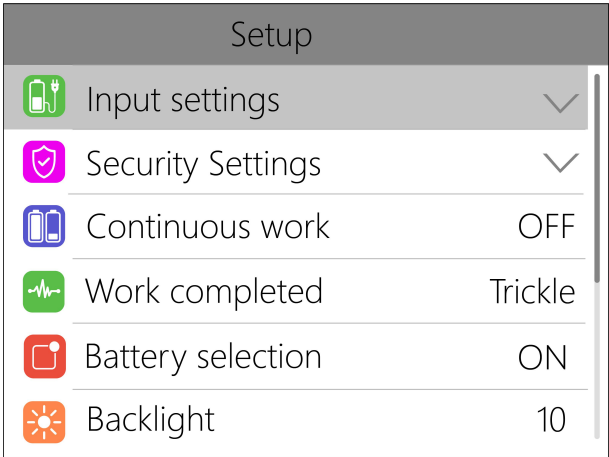 Setup
Input settings
Security Settings
Continuous work OFF
Work completed Trickle
Battery selection ON
Backlight 10